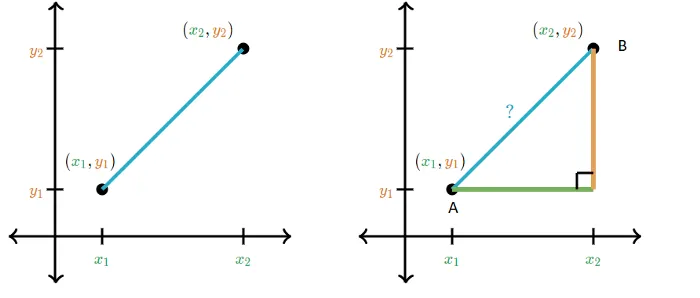 (x₂, y₂)
y₂
(x₁, y₁)
y₁
x₁
x₂
(x₂, y₂)
B
y₂
?
(x₁, y₁)
y₁
A
x₁
x₂